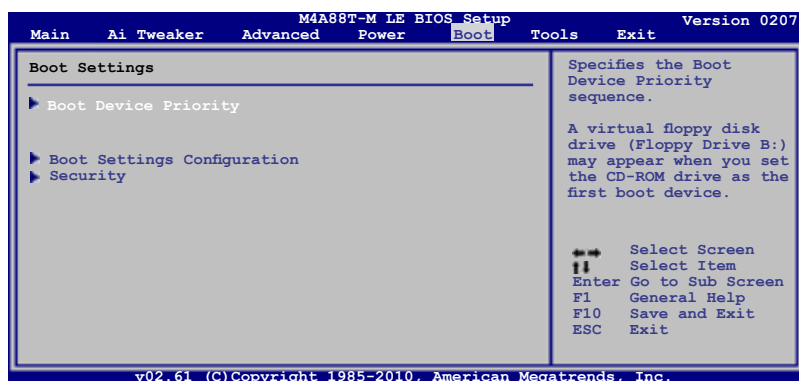 M4A88T-M LE BIOS Setup Version 0207
Main Ai Tweaker Advanced Power Boot Tools Exit
Boot Settings
Boot Device Priority
Boot Settings Configuration
Security
Specifies the Boot
Device Priority
sequence.
A virtual floppy disk
drive (Floppy Drive B:)
may appear when you set
the CD-ROM drive as the
first boot device.
←→ Select Screen
↑↓ Select Item
Enter Go to Sub Screen
F1 General Help
F10 Save and Exit
ESC Exit
v02.61 (C)Copyright 1985-2010, American Megatrends, Inc.